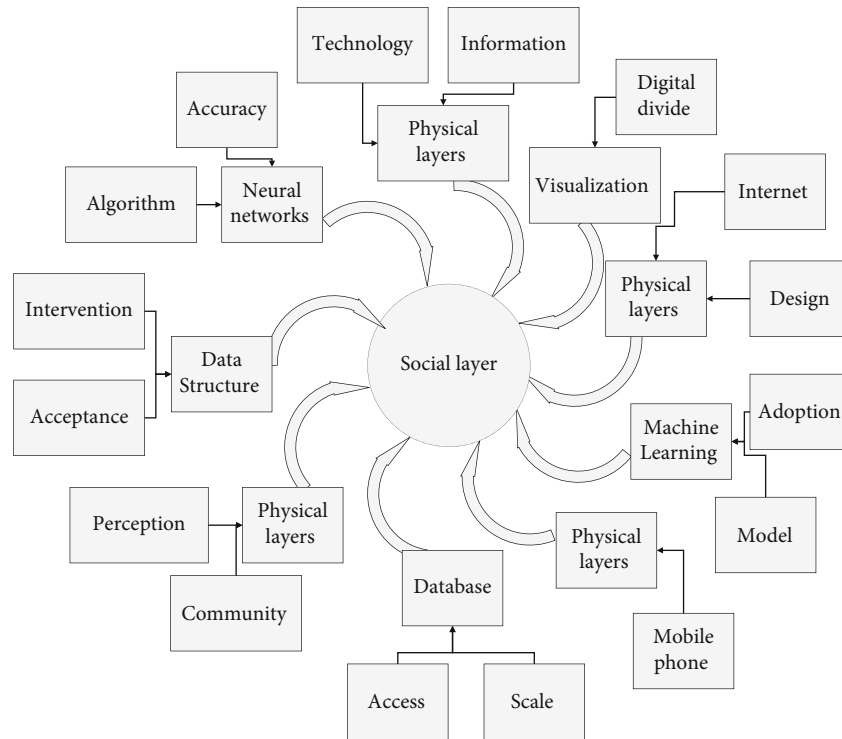 Technology
Information
Digital
divide
Accuracy
Physical
layers
Visualization
Internet
Algorithm
Neural
networks
Physical
layers
Design
Intervention
Data
Structure
Acceptance
Social layer
Machine
Learning
Adoption
Perception
Physical
layers
Community
Database
Physical
layers
Model
Mobile
phone
Access
Scale